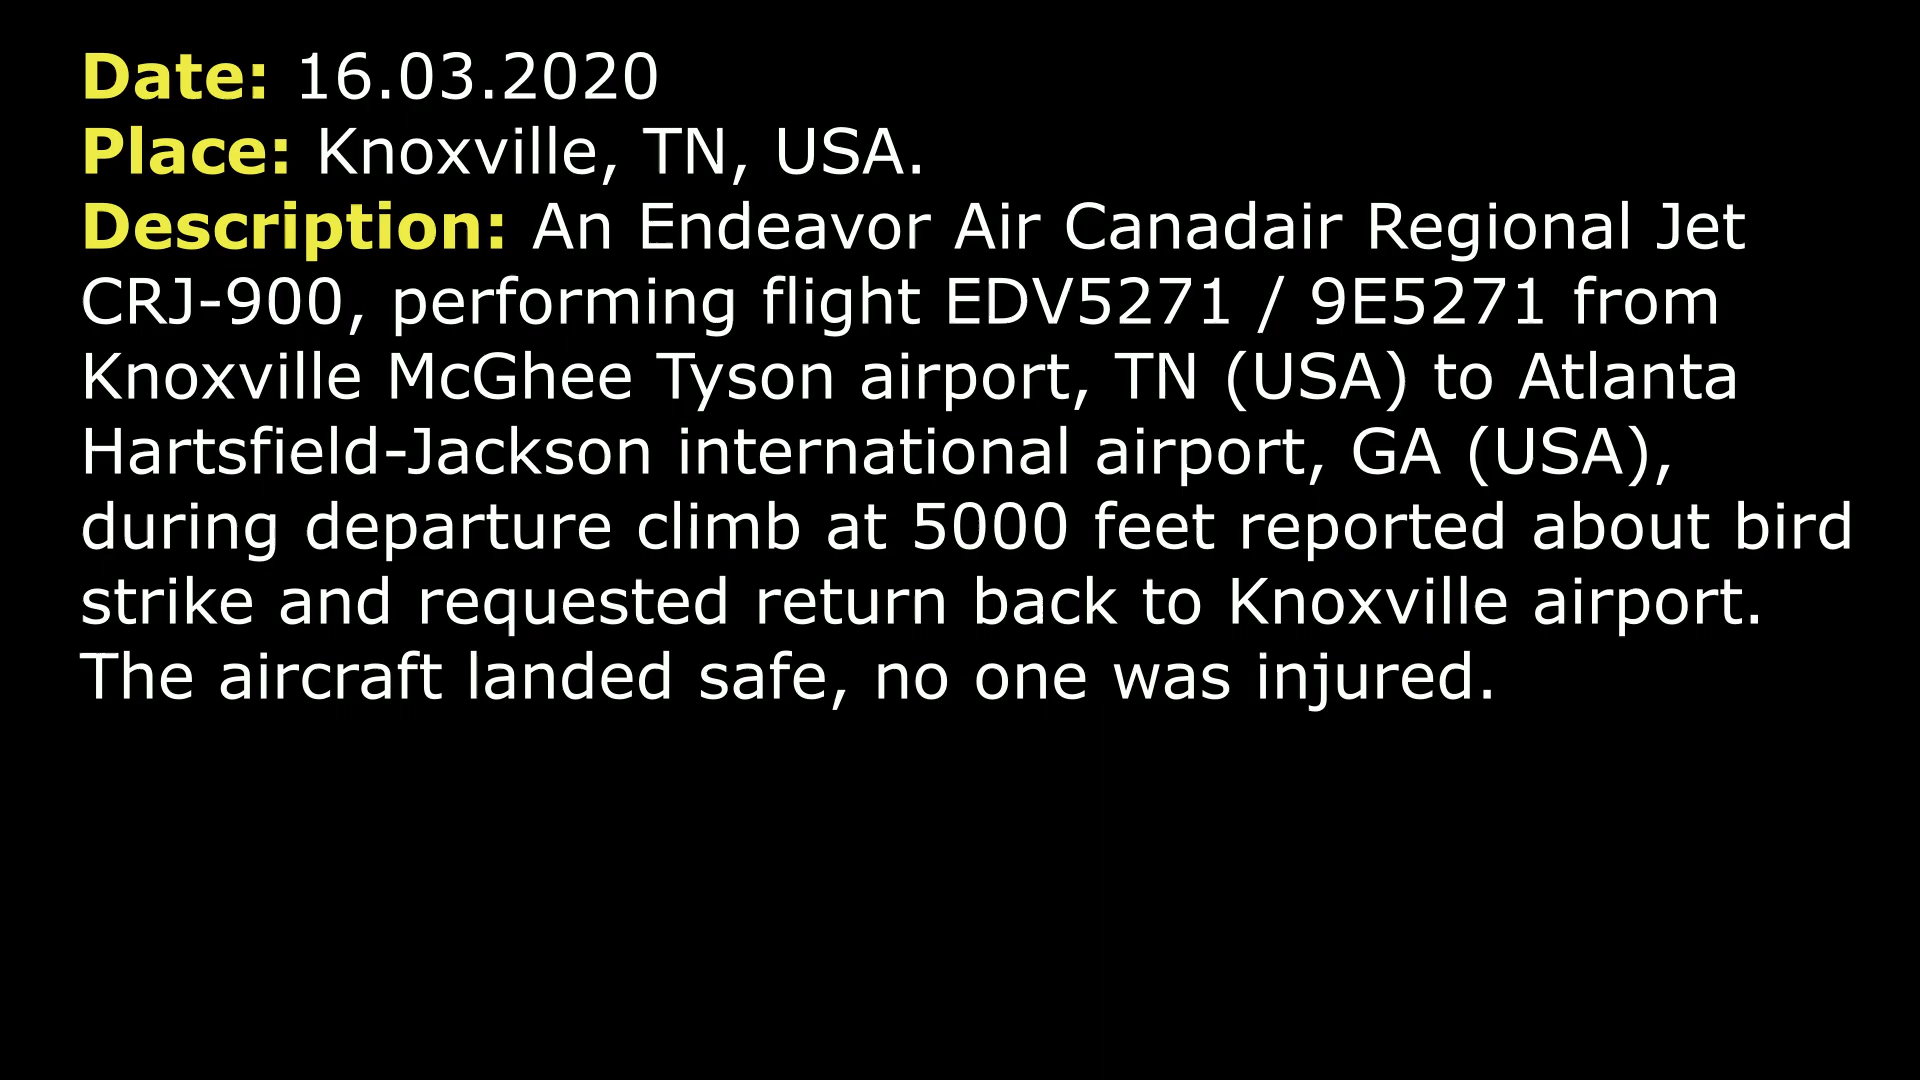 Date: 16.03.2020
Place: Knoxville, TN, USA.
Description: An Endeavor Air Canadair Regional Jet
CRJ-900, performing flight EDV5271 / 9E5271 from
Knoxville McGhee Tyson airport, TN (USA) to Atlanta
Hartsfield-Jackson international airport, GA (USA),
during departure climb at 5000 feet reported about bird
strike and requested return back to Knoxville airport.
The aircraft landed safe, no one was injured.